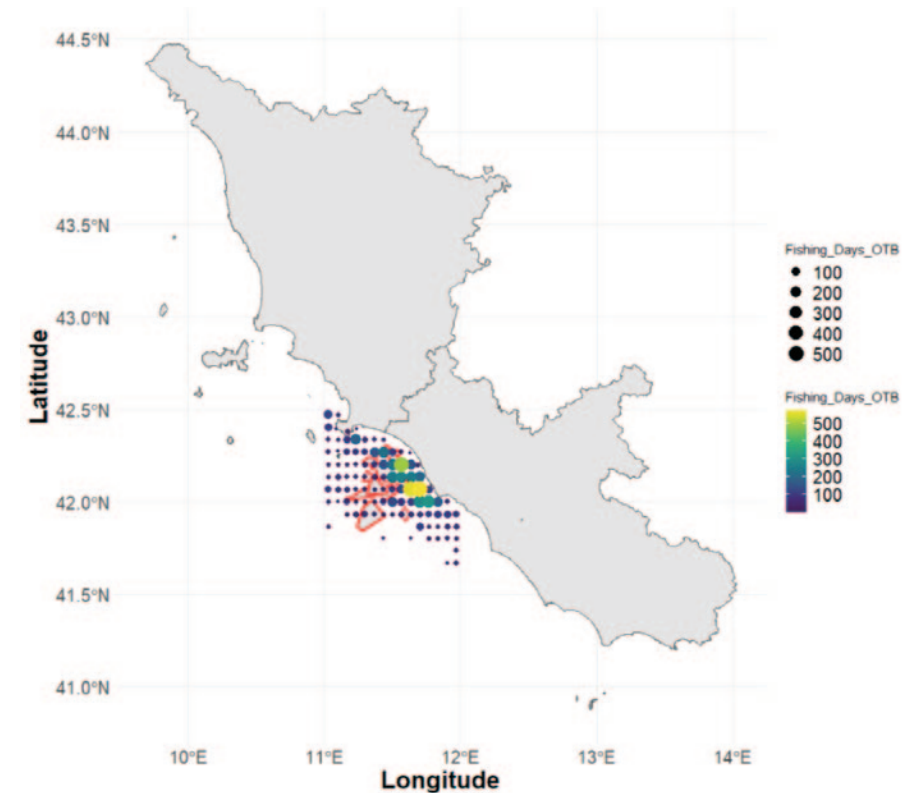 44.5°N
44.0°N
43.5°N
43.0°N
42.5°N
42.0°N
41.5°N
41.0°N
Latitude
10°E 11°E 12°E 13°E 14°E
Longitude
Fishing_Days_OTB
100
200
300
400
500
Fishing_Days_OTB
500
400
300
200
100